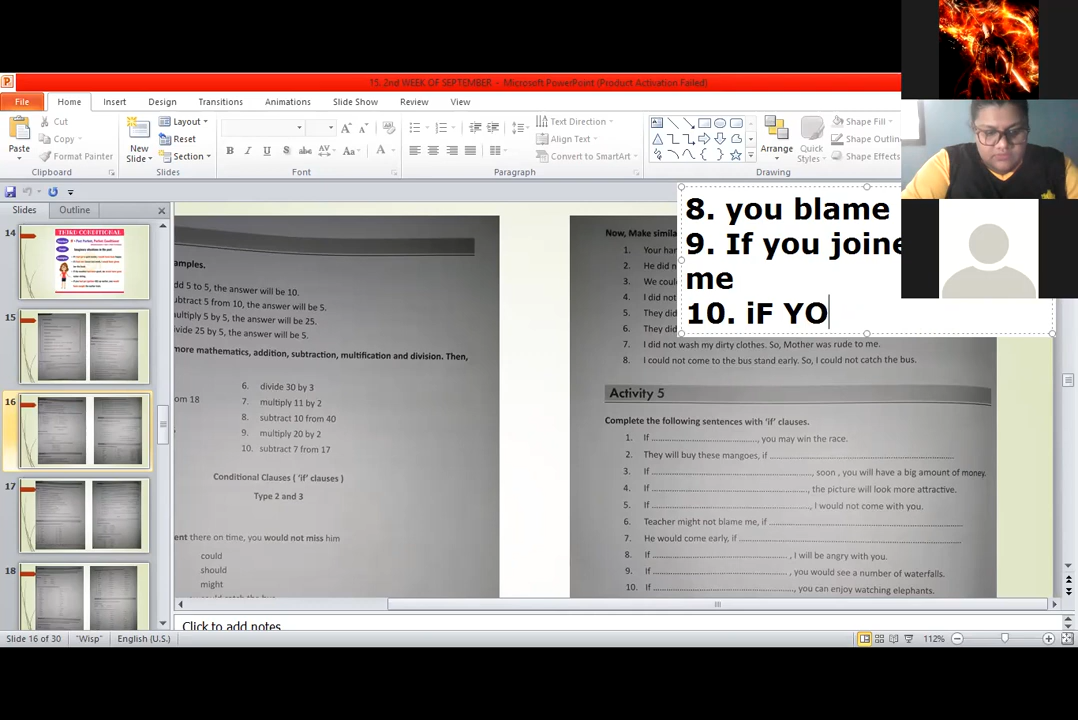 15. 2nd WEEK OF SEPTEMBER - Microsoft PowerPoint (Product Activation Failed)
File Home Insert Design Transitions Animations Slide Show Review View
Cut
Copy
Format Painter
Paste
Clipboard
New
Slide
Layout
Reset
Section
Slides
Font
Text Direction
Align Text
Convert to SmartArt
Paragraph
Arrange
Quick
Styles
Shape Fill
Shape Outlin
Shape Effects
Drawing
Slides Outline
14
THIRD CONDITIONAL
15
16
17
18
amples.
dd 5 to 5, the answer will be 10.
ubtract 5 from 10, the answer will be 5.
multiply 5 by 5, the answer will be 25.
vide 25 by 5, the answer will be 5.
more mathematics, addition, subtraction, multification and division. Then,
om 18
6. divide 30 by 3
7. multiply 11 by 2
8. subtract 10 from 40
9. multiply 20 by 2
10. subtract 7 from 17
Conditional Clauses ( 'if' clauses )
Type 2 and 3
ent there on time, you would not miss him
could
should
might
Now, Make simila
1. Your ha
2. He did n
3. We coul
4. I did not
5. They did
6. They did
7. I did not wash my dirty clothes. So, Mother was rude to me.
8. I could not come to the bus stand early. So, I could not catch the bus.
8. you blame
9. If you joine
me
10. iF YO
Activity 5
Complete the following sentences with 'if' clauses.
1. If ............................, you may win the race.
2. They will buy these mangoes, if ............................
3. If ............................, soon , you will have a big amount of money.
4. If ............................, the picture will look more attractive.
5. If ............................, I would not come with you.
6. Teacher might not blame me, if ............................
7. He would come early, if ............................
8. If ............................, I will be angry with you.
9. If ............................, you would see a number of waterfalls.
10. If ............................, you can enjoy watching elephants.
Click to add notes
Slide 16 of 30 "Wisp" English (U.S.) 112%